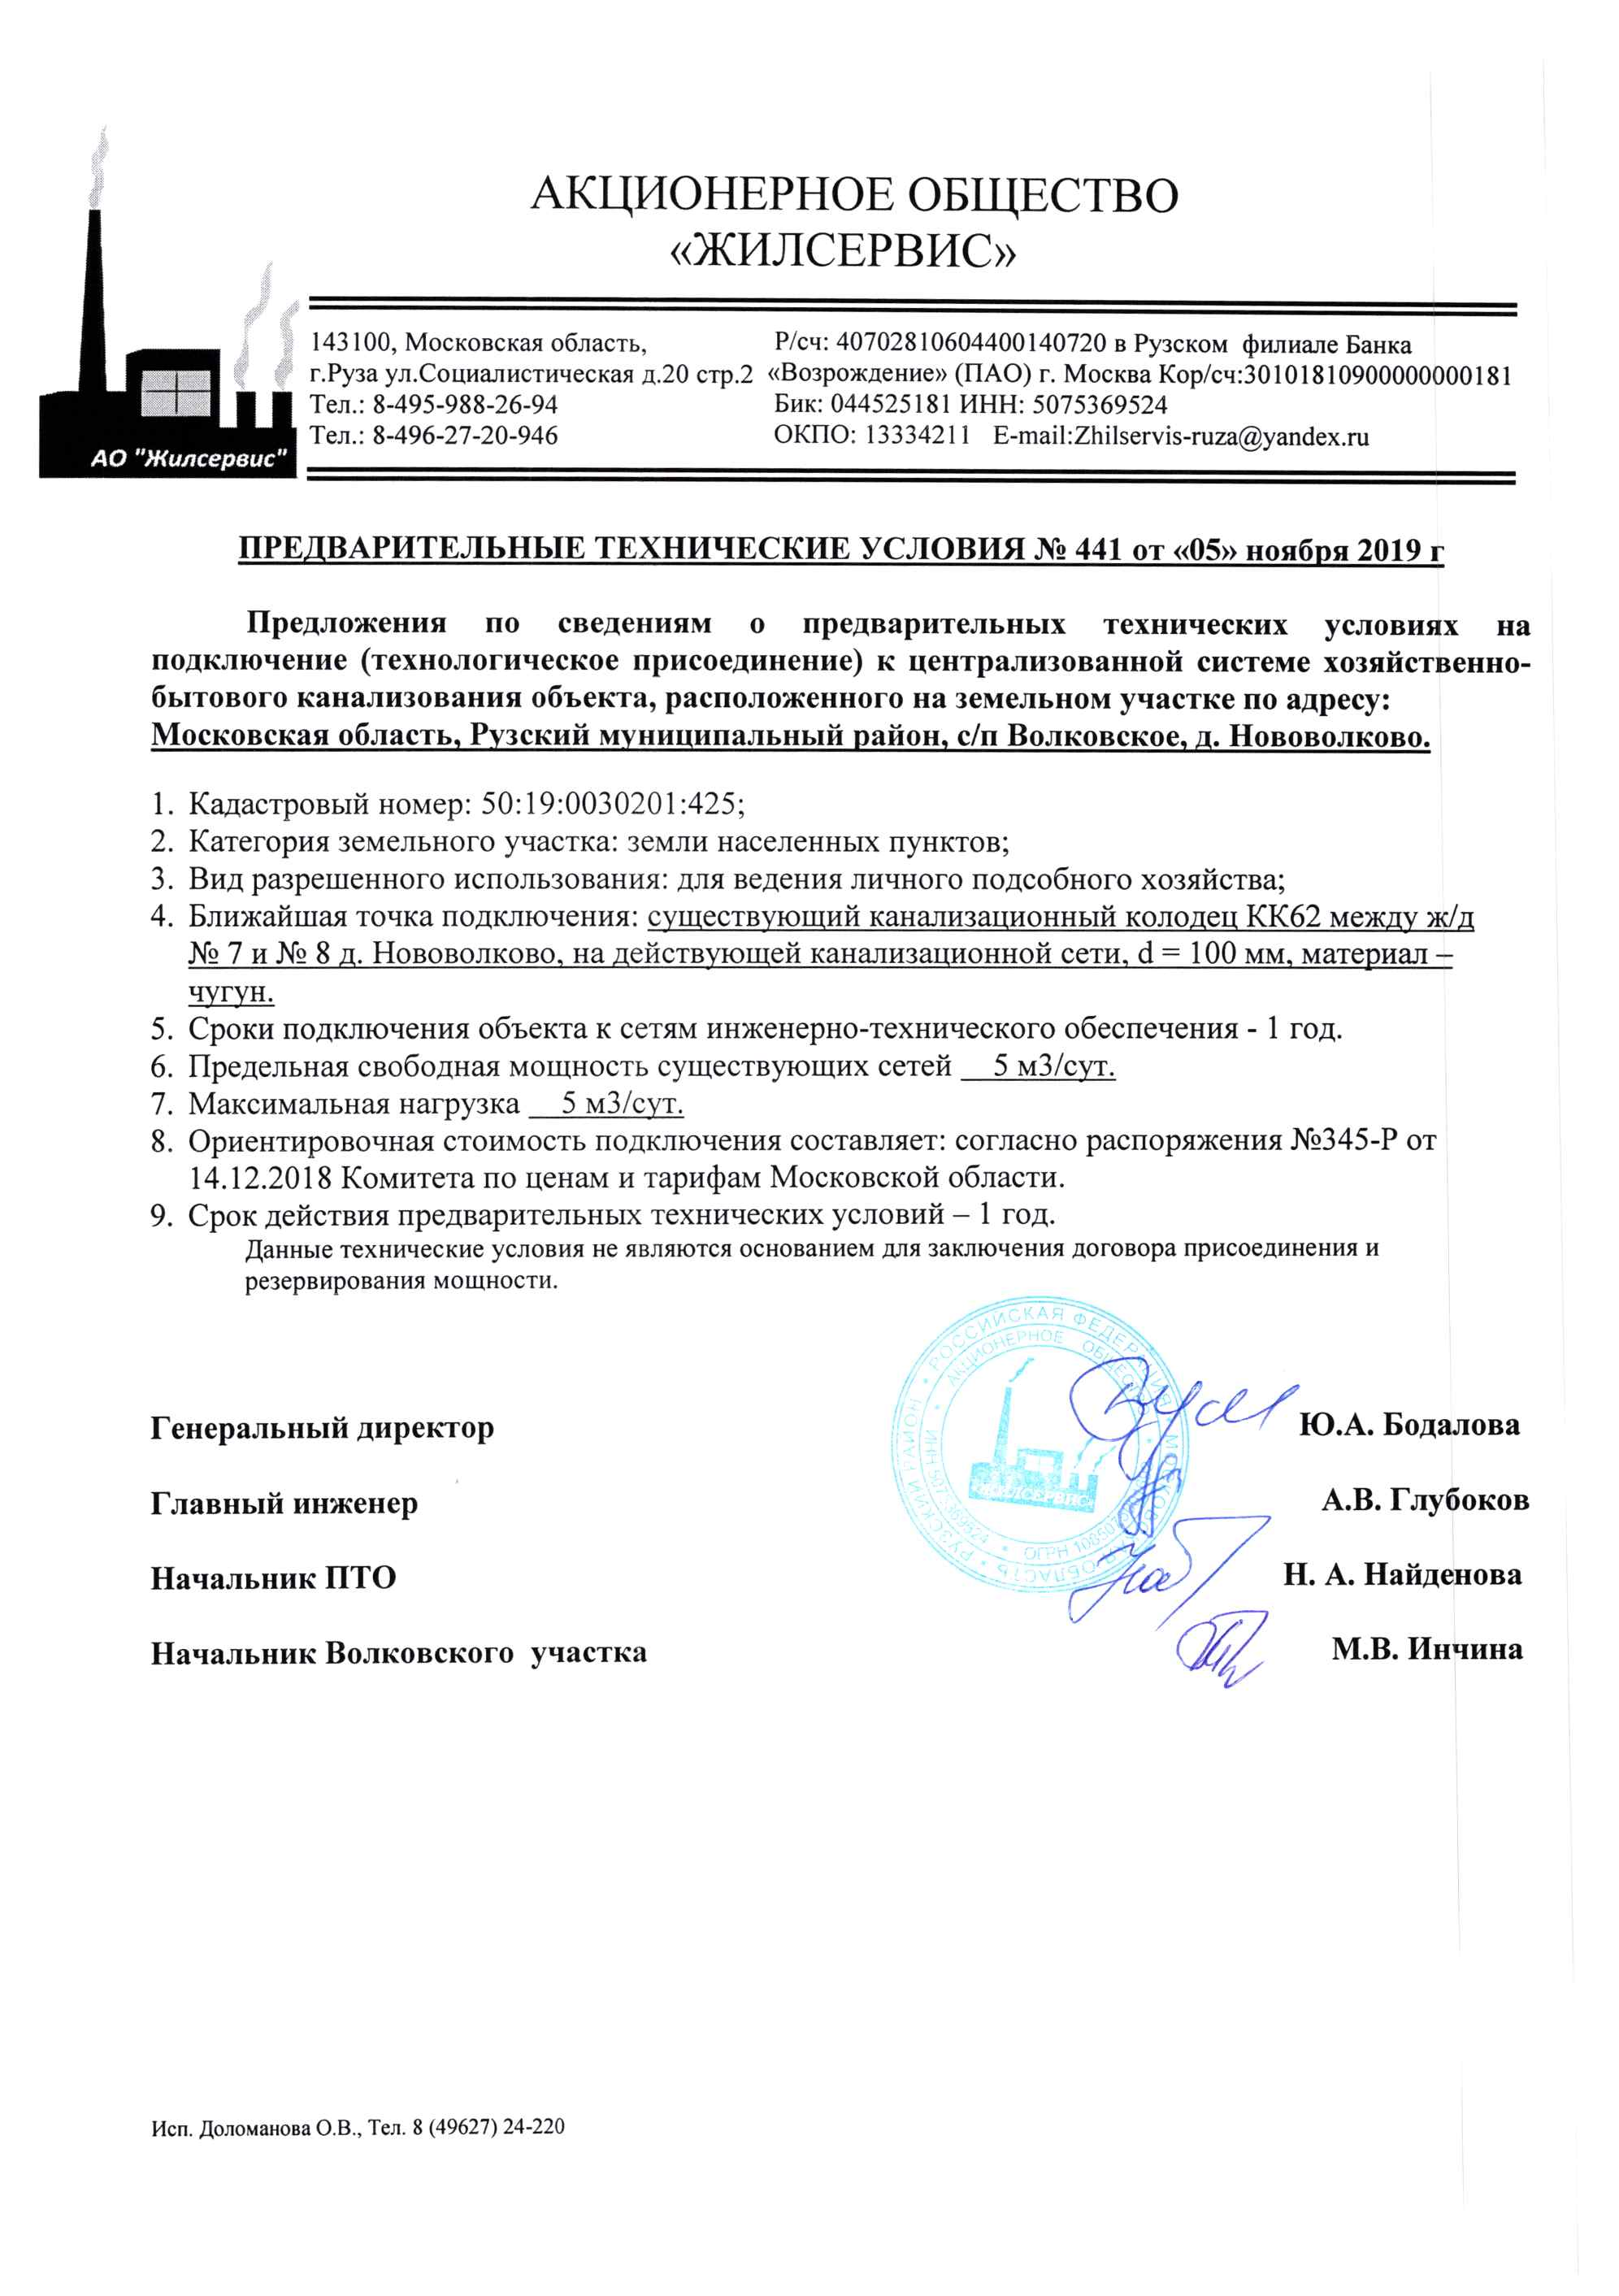 АКЦИОНЕРНОЕ ОБЩЕСТВО
«ЖИЛСЕРВИС»
АО "Жилсервис"
143100, Московская область,
г.Руза ул.Социалистическая д.20 стр.2
Тел.: 8-495-988-26-94
Тел.: 8-496-27-20-946
Р/сч: 40702810604400140720 в Рузском филиале Банка
«Возрождение» (ПАО) г. Москва Кор/сч:30101810900000000181
Бик: 044525181 ИНН: 5075369524
ОКПО: 13334211 E-mail:Zhilservis-ruza@yandex.ru
ПРЕДВАРИТЕЛЬНЫЕ ТЕХНИЧЕСКИЕ УСЛОВИЯ № 441 от «05» ноября 2019 г
Предложения по сведениям о предварительных технических условиях на
подключение (технологическое присоединение) к централизованной системе хозяйственно-
бытового канализования объекта, расположенного на земельном участке по адресу:
Московская область, Рузский муниципальный район, с/п Волковское, д. Нововолково.
1. Кадастровый номер: 50:19:0030201:425;
2. Категория земельного участка: земли населенных пунктов;
3. Вид разрешенного использования: для ведения личного подсобного хозяйства;
4. Ближайшая точка подключения: существующий канализационный колодец КК62 между ж/д
№ 7 и № 8 д. Нововолково, на действующей канализационной сети, d = 100 мм, материал –
чугун.
5. Сроки подключения объекта к сетям инженерно-технического обеспечения - 1 год.
6. Предельная свободная мощность существующих сетей __5 м3/сут.
7. Максимальная нагрузка __5 м3/сут.
8. Ориентировочная стоимость подключения составляет: согласно распоряжения №345-Р от
14.12.2018 Комитета по ценам и тарифам Московской области.
9. Срок действия предварительных технических условий – 1 год.
Данные технические условия не являются основанием для заключения договора присоединения и
резервирования мощности.
РОССИЙСКАЯ ФЕДЕРАЦИЯ
АКЦИОНЕРНОЕ ОБЩЕСТВО
РУЗСКИЙ РАЙОН
Генеральный директор Ю.А. Бодалова
Главный инженер А.В. Глубоков
Начальник ПТО Н. А. Найденова
Начальник Волковского участка М.В. Инчина
Исп. Доломанова О.В., Тел. 8 (49627) 24-220